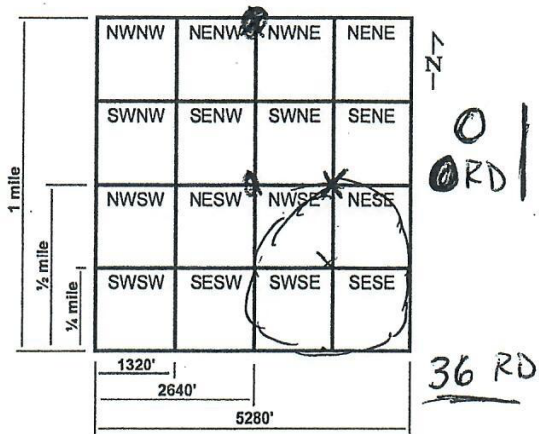 NWNW NENW NWNE NENE
N
SWNW SENW SWNE SENE
RD
1 mile
NWSW NESW NWSE NESE
½ mile
SWSW SESW SWSE SESE
¼ mile
1320'
2640'
5280'
36 RD